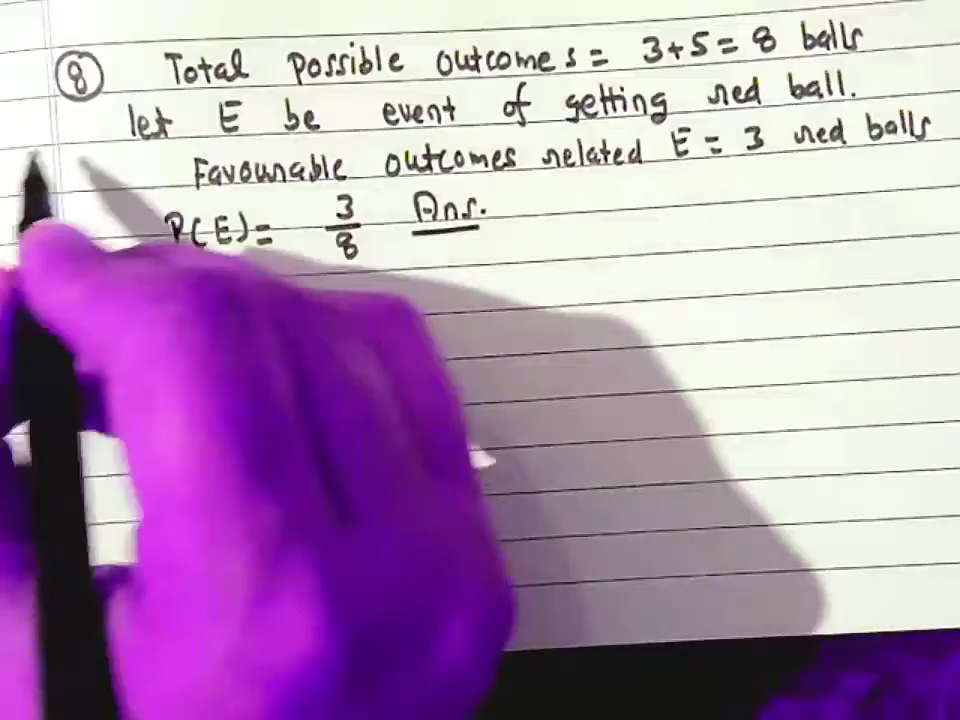 ⑧ Total possible outcomes = 3+5 = 8 balls
let E be event of getting red ball.
Favourable outcomes related E = 3 red balls
P(E) = 3/8 Ans.